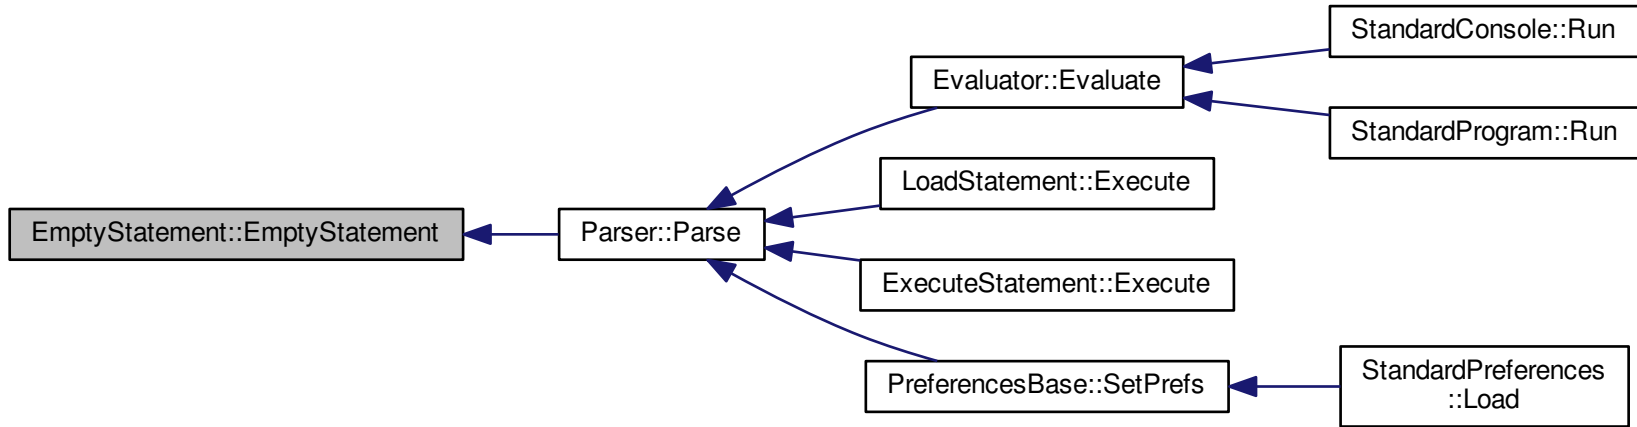 EmptyStatement::EmptyStatement
Parser::Parse
Evaluator::Evaluate
StandardConsole::Run
StandardProgram::Run
LoadStatement::Execute
ExecuteStatement::Execute
PreferencesBase::SetPrefs
StandardPreferences
::Load